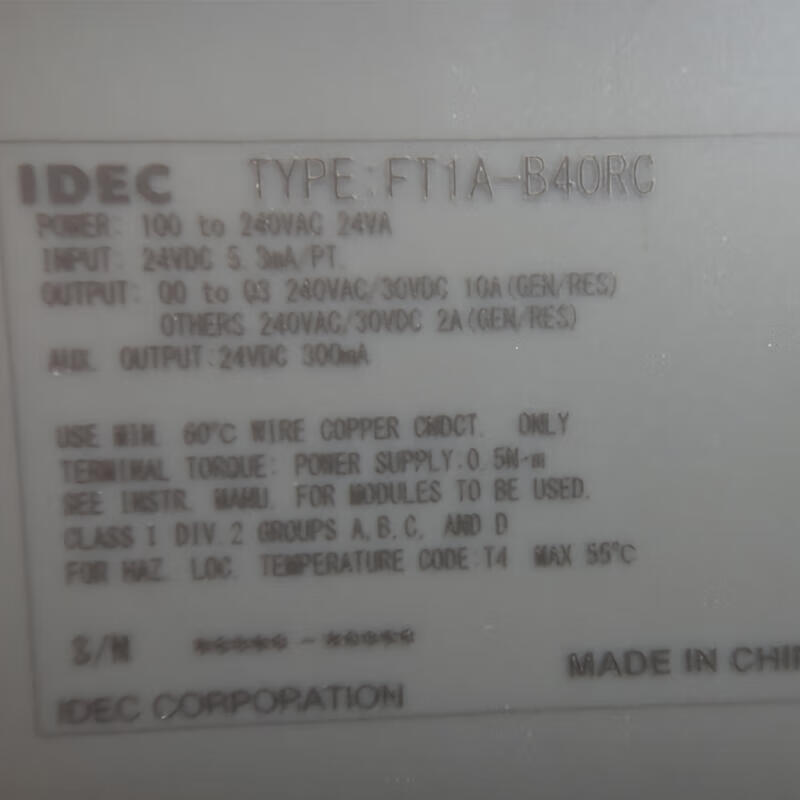 IDEC TYPE:FT1A-B40RC
POWER: 100 to 240VAC 24VA
INPUT: 24VDC 5.3mA/PT.
OUTPUT: Q0 to Q3 240VAC/30VDC 10A(GEN/RES)
OTHERS 240VAC/30VDC 2A(GEN/RES)
AUX. OUTPUT:24VDC 300mA
USE MIN. 60°C WIRE COPPER CNDCT. ONLY
TERMINAL TORQUE: POWER SUPPLY:0.5N-m
SEE INSTR. MANU. FOR MODULES TO BE USED.
CLASS I DIV.2 GROUPS A,B,C, AND D
FOR HAZ. LOC. TEMPERATURE CODE:T4 MAX 55°C
S/N *****-*****
MADE IN CHI
IDEC CORPORATION